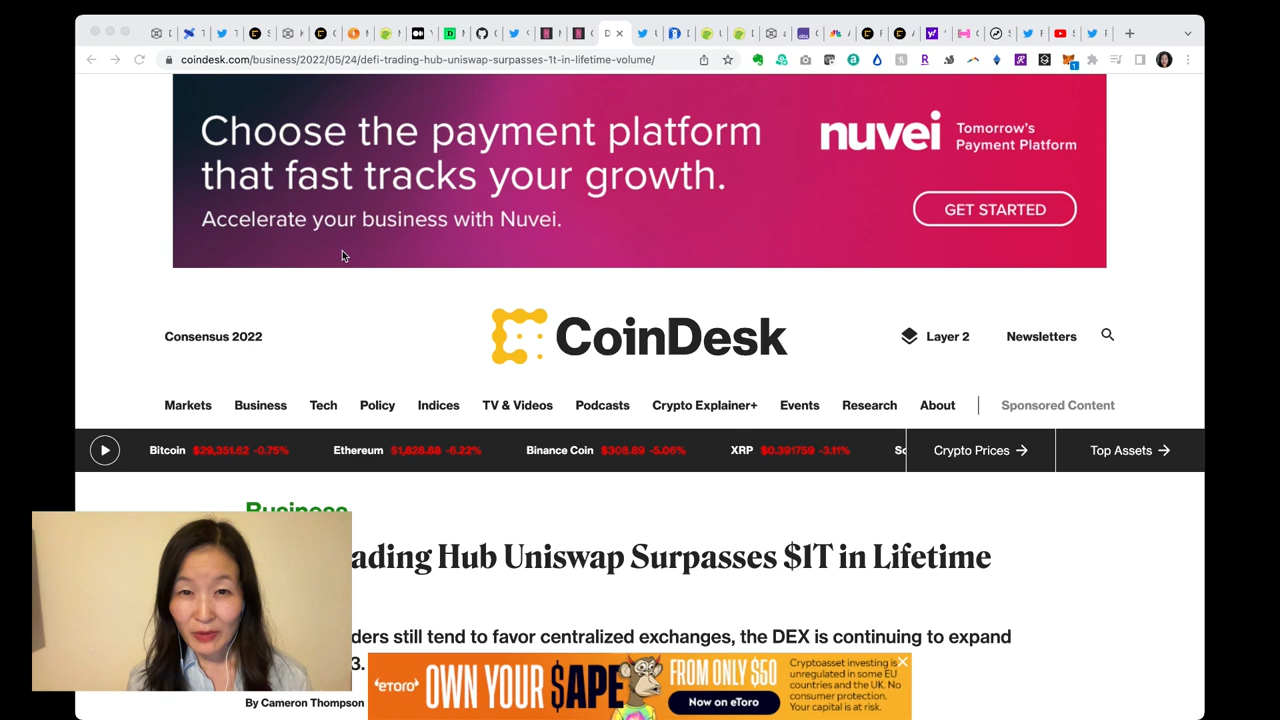 coindesk.com/business/2022/05/24/defi-trading-hub-uniswap-surpasses-1t-in-lifetime-volume/
Choose the payment platform
that fast tracks your growth.
Accelerate your business with Nuvei.
nuvei
Tomorrow's
Payment Platform
GET STARTED
Consensus 2022
CoinDesk
Layer 2
Newsletters
Markets Business Tech Policy Indices TV & Videos Podcasts Crypto Explainer+ Events Research About Sponsored Content
Bitcoin $29,351.62 -0.75% Ethereum $1,828.88 -6.22% Binance Coin $308.89 -5.06% XRP $0.391759 -3.11% Crypto Prices → Top Assets →
Business
ading Hub Uniswap Surpasses $1T in Lifetime
ders still tend to favor centralized exchanges, the DEX is continuing to expand
3.
By Cameron Thompson
eToro
OWN YOUR $APE
FROM ONLY $50
Now on eToro
Cryptoasset investing is
unregulated in some EU
countries and the UK. No
consumer protection.
Your capital is at risk.